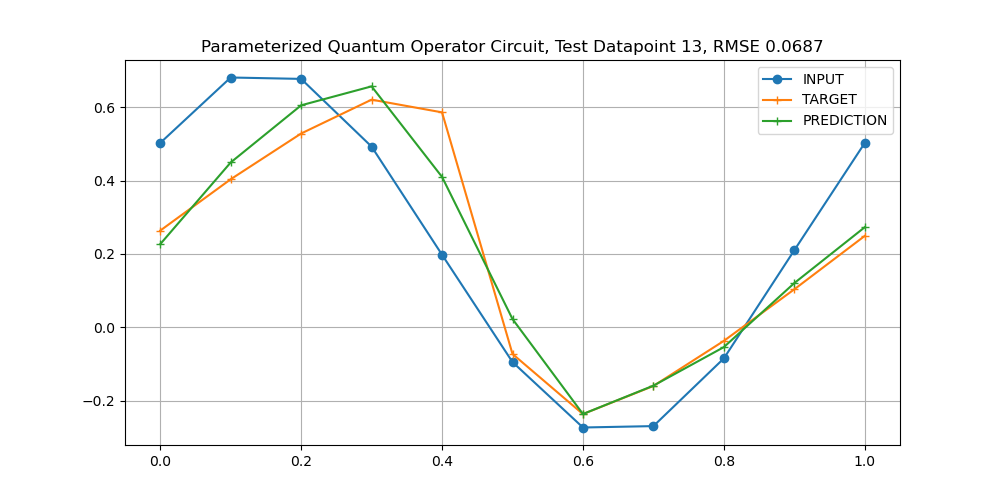 Parameterized Quantum Operator Circuit, Test Datapoint 13, RMSE 0.0687
INPUT
TARGET
PREDICTION
0.6
0.4
0.2
0.0
−0.2
0.0 0.2 0.4 0.6 0.8 1.0